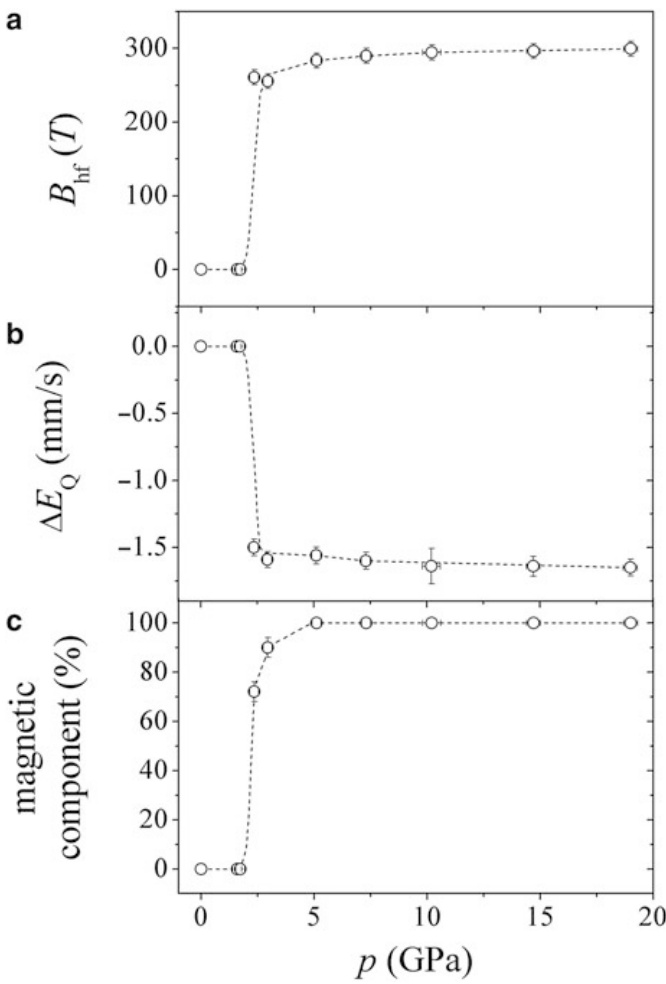 a
300
200
100
0
B_hf (T)
b
0.0
−0.5
−1.0
−1.5
ΔE_Q (mm/s)
c
100
80
60
40
20
0
magnetic
component (%)
0 5 10 15 20
p (GPa)